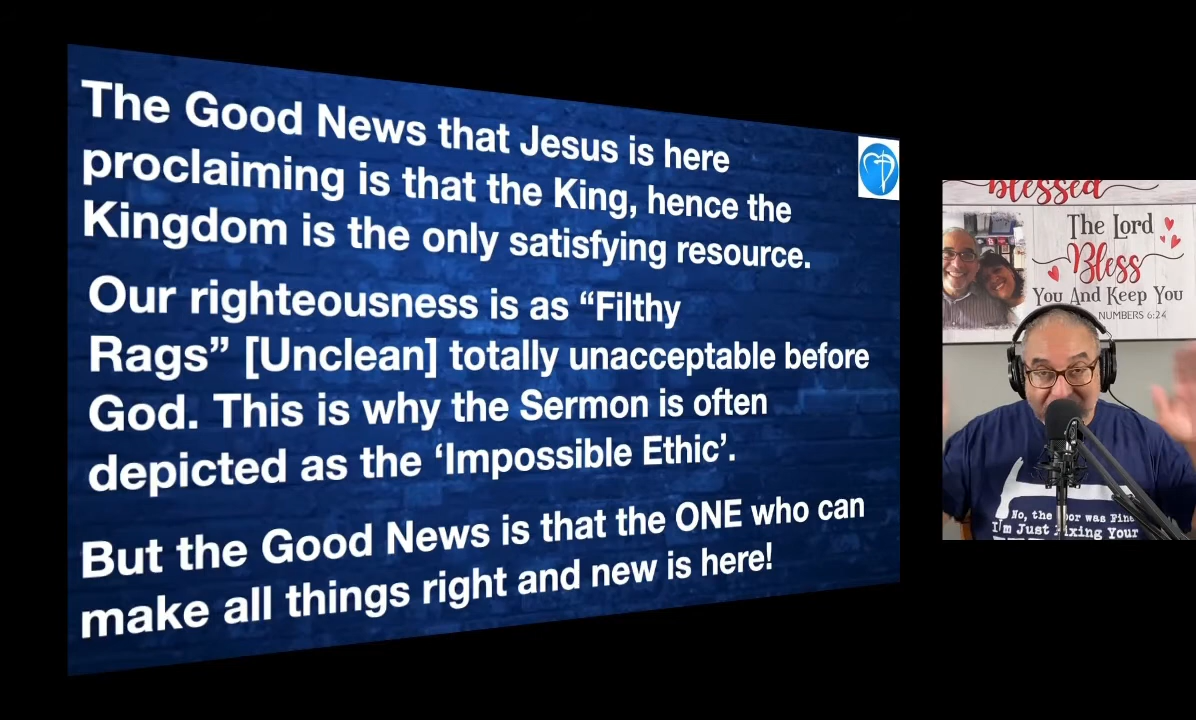 The Good News that Jesus is here
proclaiming is that the King, hence the
Kingdom is the only satisfying resource.
Our righteousness is as “Filthy
Rags” [Unclean] totally unacceptable before
God. This is why the Sermon is often
depicted as the ‘Impossible Ethic’.
But the Good News is that the ONE who can
make all things right and new is here!
blessed
The Lord
Bless
You And Keep You
NUMBERS 6:24
No, the was Fine
I'm Just Fixing Your